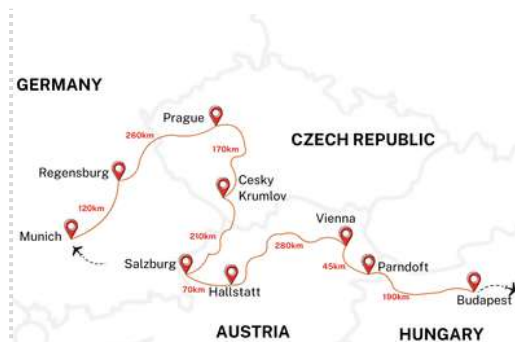 GERMANY
Prague
260km
170km
CZECH REPUBLIC
Regensburg
Cesky
Krumlov
120km
Munich
210km
Vienna
280km
Salzburg
45km
Parndoft
70km
Hallstatt
190km
Budapest
AUSTRIA
HUNGARY